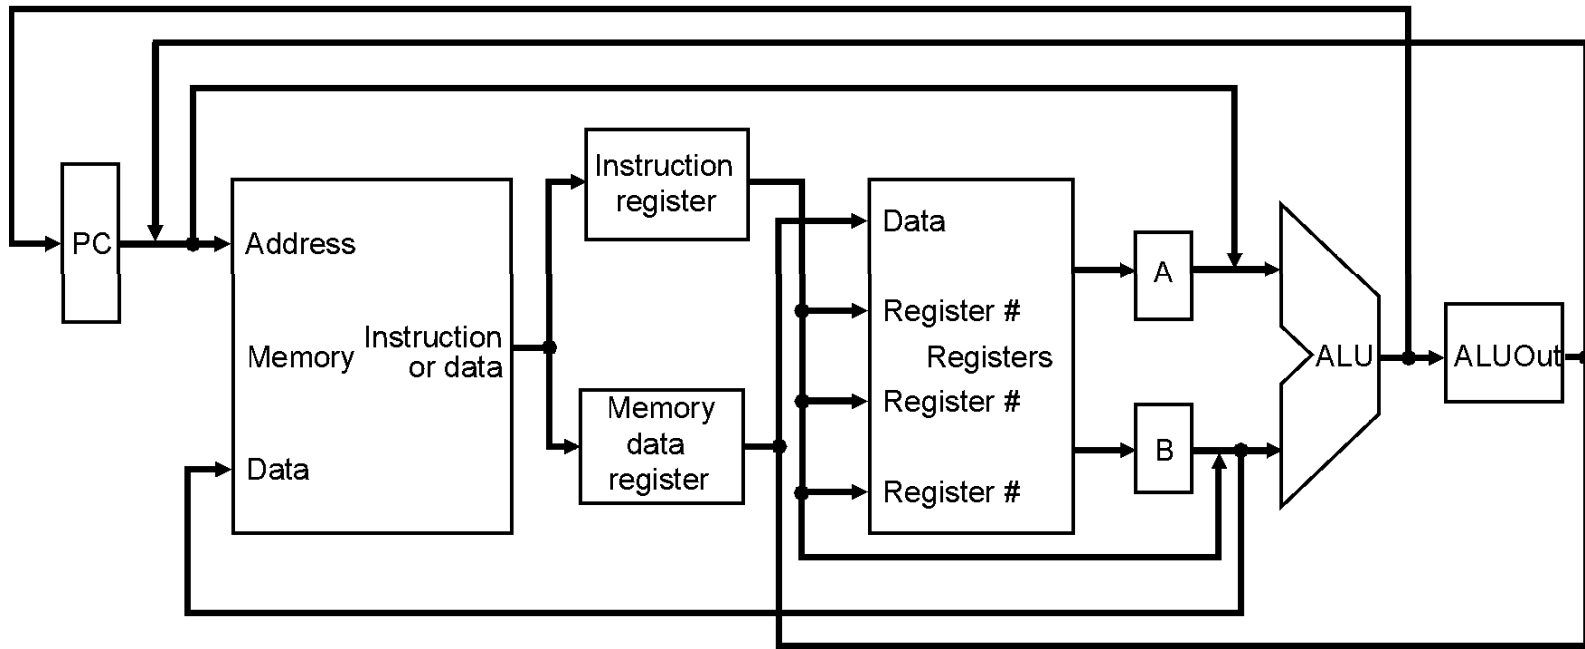 PC
Address
Memory
Instruction
or data
Data
Instruction
register
Memory
data
register
Data
Register #
Registers
Register #
Register #
A
B
ALU
ALUOut